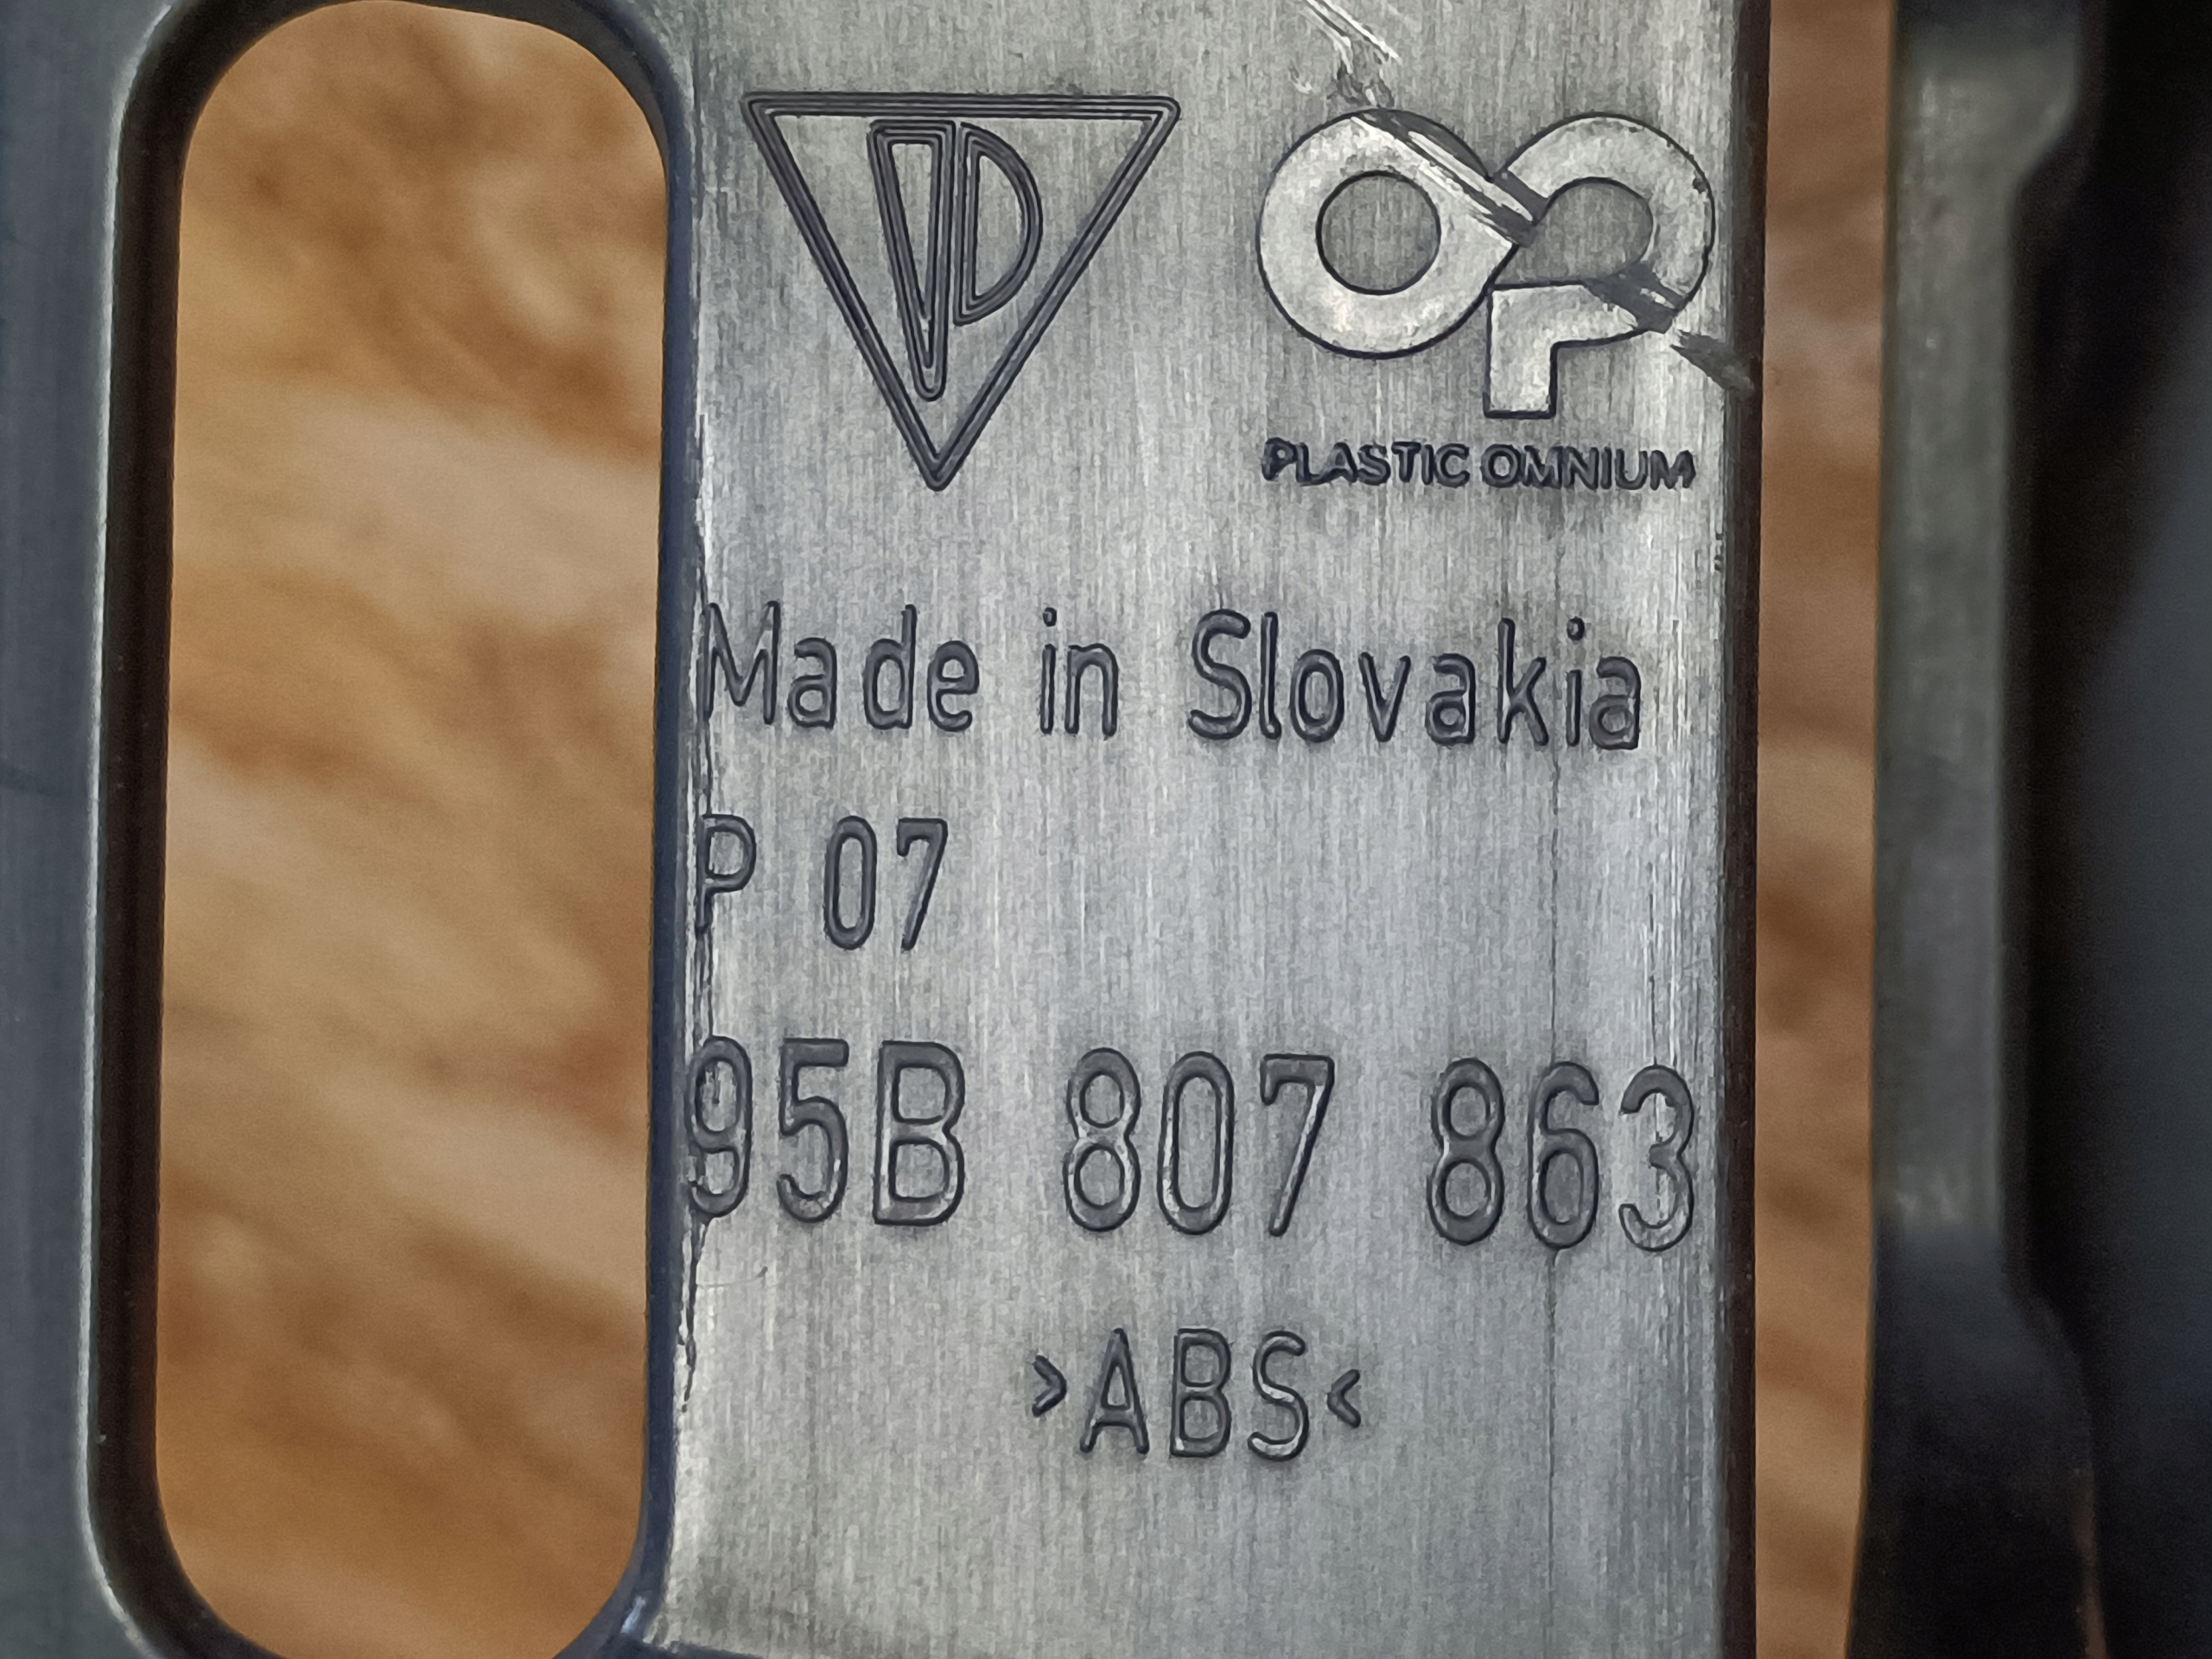 PLASTIC OMNIUM
Made in Slovakia
P 07
95B 807 863
>ABS<